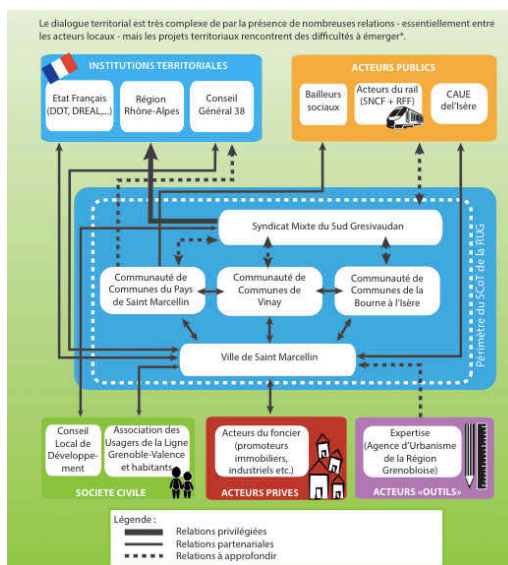 Le dialogue territorial est très complexe de par la présence de nombreuses relations - essentiellement entre
les acteurs locaux - mais les projets territoriaux rencontrent des difficultés à émerger*.
INSTITUTIONS TERRITORIALES
Etat Français
(DDT, DREAL,...)
Région
Rhône-Alpes
Conseil
Général 38
ACTEURS PUBLICS
Bailleurs
sociaux
Acteurs du rail
(SNCF + RFF)
CAUE
del'Isère
Syndicat Mixte du Sud Gresivaudan
Communauté de
Communes du Pays
de Saint Marcellin
Communauté de
Communes de
Vinay
Communauté de
Communes de la
Bourne à l'Isère
Ville de Saint Marcellin
Périmètre du SCoT de la RUG
Conseil
Local de
Développe-
ment
Association des
Usagers de la Ligne
Grenoble-Valence
et habitants
SOCIETE CIVILE
Acteurs du foncier
(promoteurs
immobiliers,
industriels etc.)
ACTEURS PRIVES
Expertise
(Agence d'Urbanisme
de la Région
Grenobloise)
ACTEURS «OUTILS»
Légende :
Relations privilégiées
Relations partenariales
Relations à approfondir